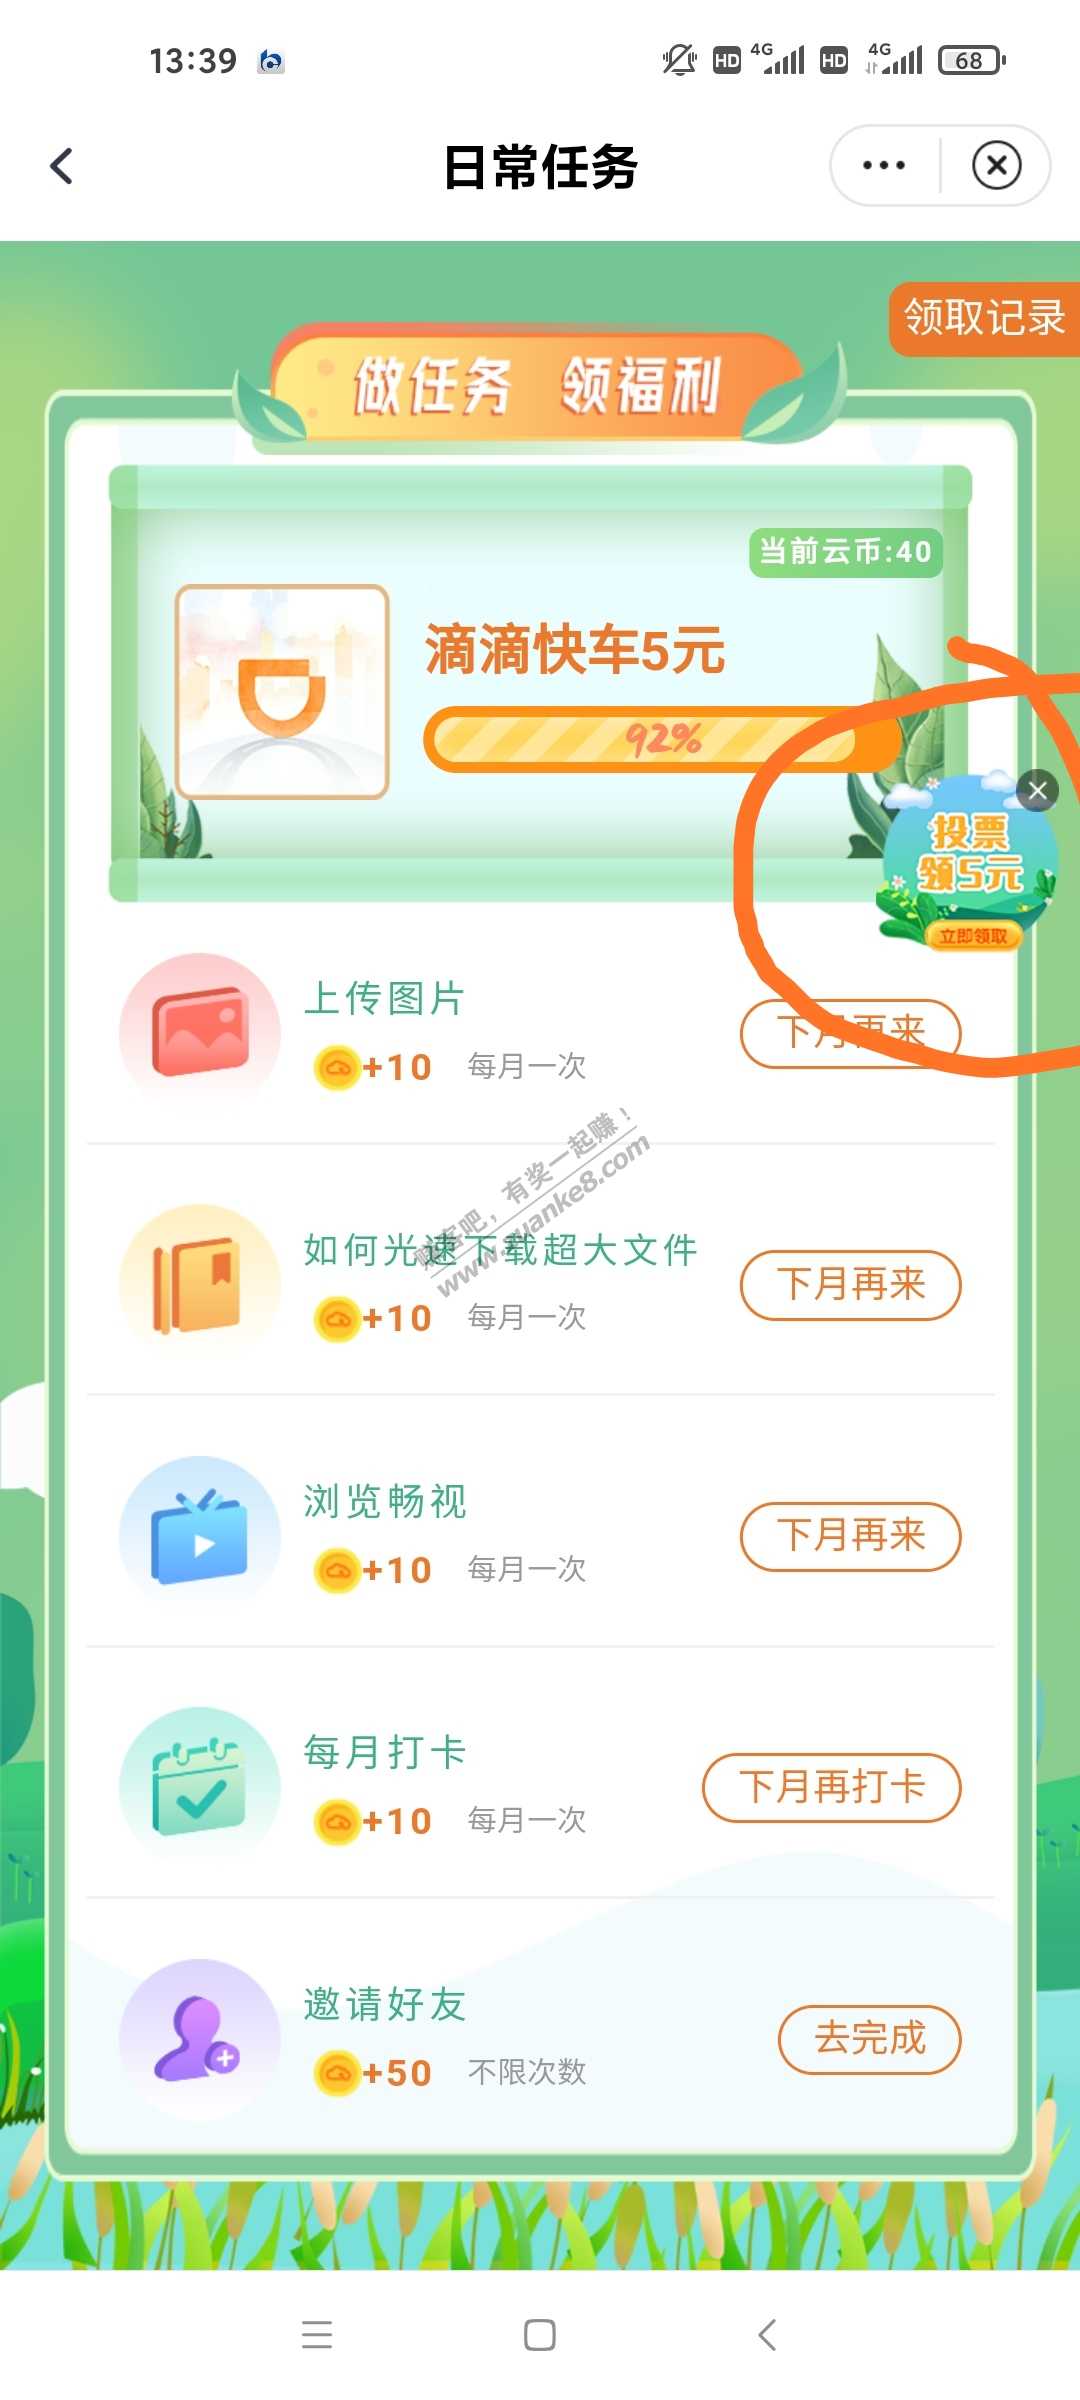 13:39
HD 4G HD 4G 68
日常任务
领取记录
做任务 领福利
当前云币:40
滴滴快车5元
92%
投票
领5元
立即领取
上传图片
+10 每月一次
下月再来
赚客吧，有奖一起赚！
www.zuanke8.com
如何光速下载超大文件
+10 每月一次
下月再来
浏览畅视
+10 每月一次
下月再来
每月打卡
+10 每月一次
下月再打卡
邀请好友
+50 不限次数
去完成